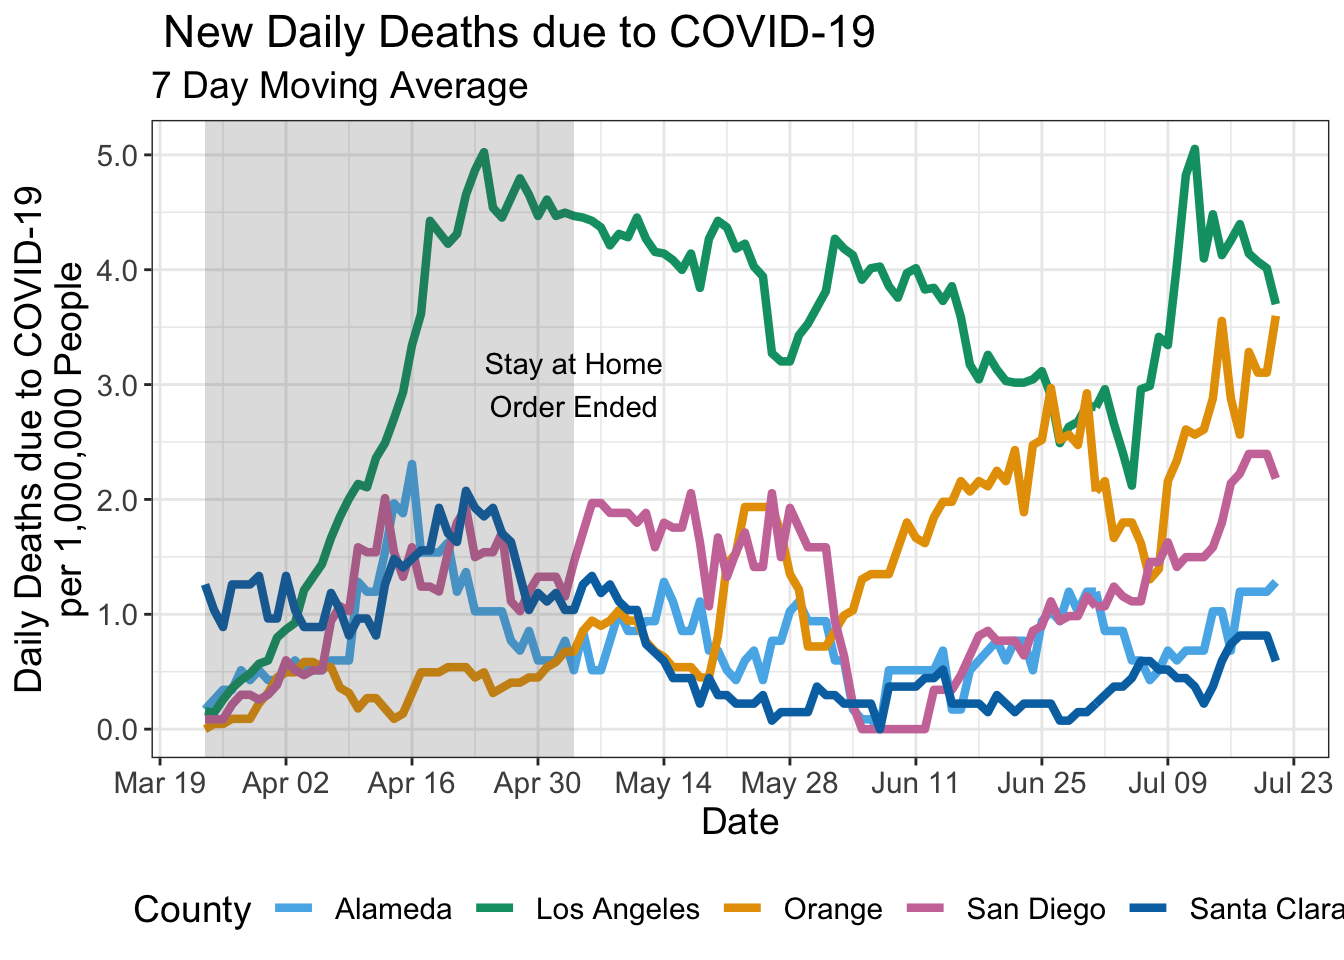 New Daily Deaths due to COVID-19
7 Day Moving Average
Daily Deaths due to COVID-19
per 1,000,000 People
5.0
4.0
3.0
2.0
1.0
0.0
Stay at Home
Order Ended
Mar 19 Apr 02 Apr 16 Apr 30 May 14 May 28 Jun 11 Jun 25 Jul 09 Jul 23
Date
County Alameda Los Angeles Orange San Diego Santa Clara